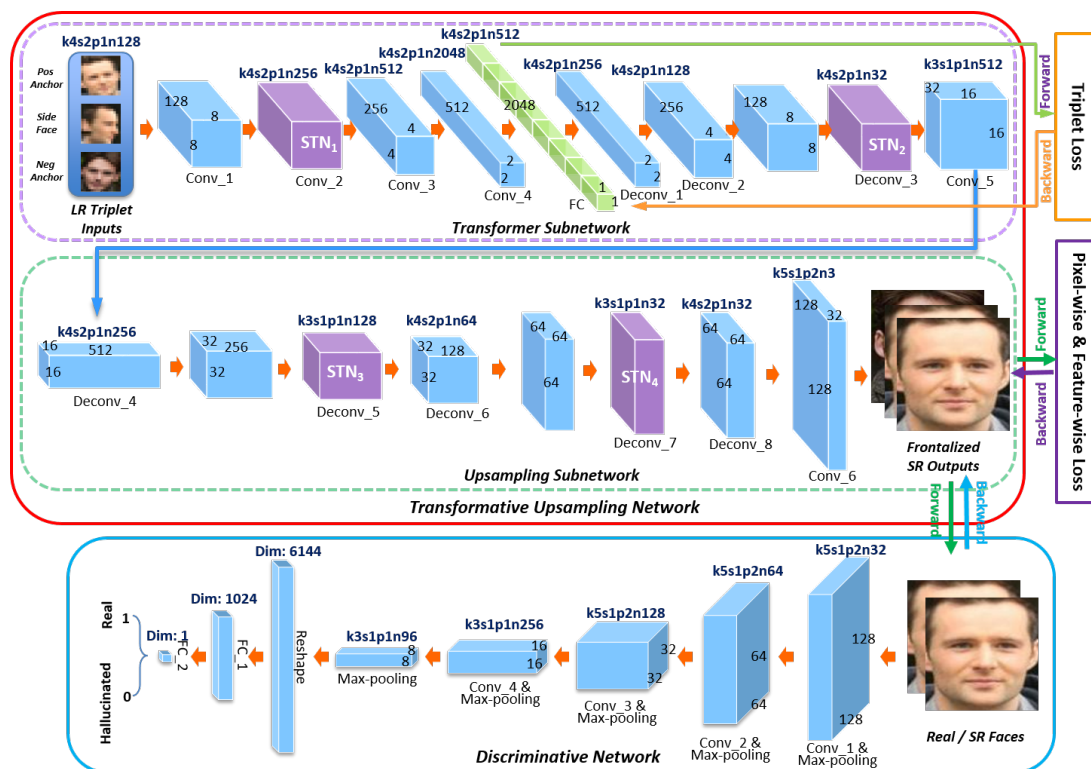 k4s2p1n128
Pos
Anchor
Side
Face
Neg
Anchor
LR Triplet
Inputs
128
8
8
Conv_1
k4s2p1n256
STN1
Conv_2
k4s2p1n512
256
4
4
Conv_3
k4s2p1n2048
512
2
2
Conv_4
k4s2p1n512
2048
1
1
FC
k4s2p1n256
512
2
2
Deconv_1
k4s2p1n128
256
4
4
Deconv_2
128
8
8
k4s2p1n32
STN2
Deconv_3
k3s1p1n512
32
16
16
Conv_5
Forward
Backward
Triplet Loss
Transformer Subnetwork
k4s2p1n256
16
512
16
Deconv_4
32
256
32
k3s1p1n128
STN3
Deconv_5
k4s2p1n64
32
128
32
Deconv_6
64
64
64
k3s1p1n32
STN4
Deconv_7
k4s2p1n32
64
64
64
Deconv_8
k5s1p2n3
128
32
128
Conv_6
Frontalized
SR Outputs
Forward
Backward
Pixel-wise & Feature-wise Loss
Upsampling Subnetwork
Transformative Upsampling Network
Forward
Backward
Hallucinated Real
1
0
Dim: 1
FC_2
Dim: 1024
FC_1
Dim: 6144
Reshape
k3s1p1n96
8
8
Max-pooling
k3s1p1n256
16
16
Conv_4 &
Max-pooling
k5s1p2n128
32
32
Conv_3 &
Max-pooling
k5s1p2n64
64
64
Conv_2 &
Max-pooling
k5s1p2n32
128
128
Conv_1 &
Max-pooling
Real / SR Faces
Discriminative Network